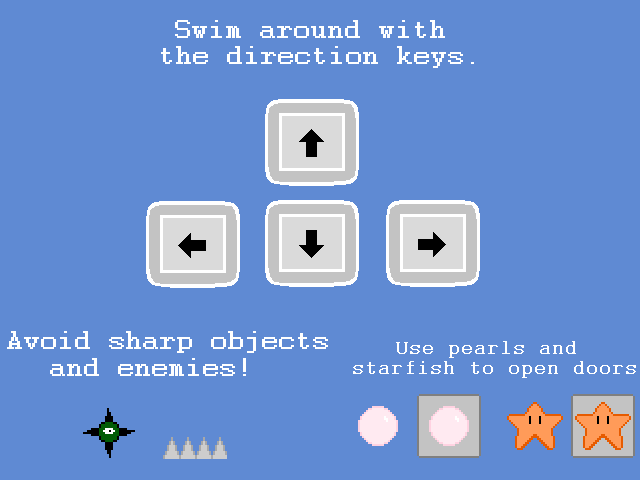 Swim around with
the direction keys.
Avoid sharp objects
and enemies!
Use pearls and
starfish to open doors